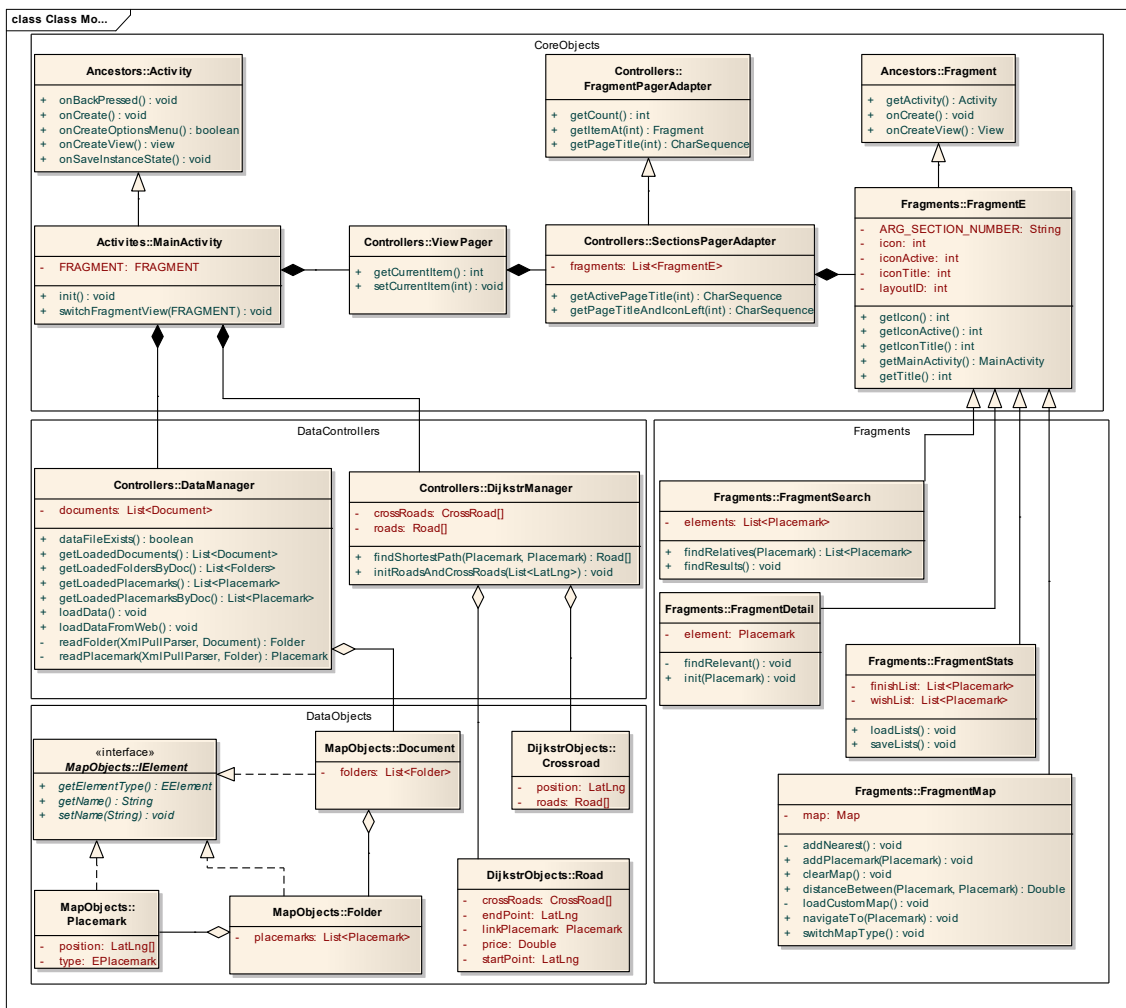 class Class Mo...
CoreObjects
Ancestors::Activity
+ onBackPressed() : void
+ onCreate() : void
+ onCreateOptionsMenu() : boolean
+ onCreateView() : view
+ onSaveInstanceState() : void
Controllers::
FragmentPagerAdapter
+ getCount() : int
+ getItemAt(int) : Fragment
+ getPageTitle(int) : CharSequence
Ancestors::Fragment
+ getActivity() : Activity
+ onCreate() : void
+ onCreateView() : View
Activites::MainActivity
- FRAGMENT: FRAGMENT
+ init() : void
+ switchFragmentView(FRAGMENT) : void
Controllers::ViewPager
+ getCurrentItem() : int
+ setCurrentItem(int) : void
Controllers::SectionsPagerAdapter
- fragments: List<FragmentE>
+ getActivePageTitle(int) : CharSequence
+ getPageTitleAndIconLeft(int) : CharSequence
Fragments::FragmentE
- ARG_SECTION_NUMBER: String
- icon: int
- iconActive: int
- iconTitle: int
- layoutID: int
+ getIcon() : int
+ getIconActive() : int
+ getIconTitle() : int
+ getMainActivity() : MainActivity
+ getTitle() : int
DataControllers
Controllers::DataManager
- documents: List<Document>
+ dataFileExists() : boolean
+ getLoadedDocuments() : List<Document>
+ getLoadedFoldersByDoc() : List<Folders>
+ getLoadedPlacemarks() : List<Placemark>
+ getLoadedPlacemarksByDoc() : List<Placemark>
+ loadData() : void
+ loadDataFromWeb() : void
- readFolder(XmlPullParser, Document) : Folder
- readPlacemark(XmlPullParser, Folder) : Placemark
Controllers::DijkstrManager
- crossRoads: CrossRoad[]
- roads: Road[]
+ findShortestPath(Placemark, Placemark) : Road[]
+ initRoadsAndCrossRoads(List<LatLng>) : void
Fragments
Fragments::FragmentSearch
- elements: List<Placemark>
+ findRelatives(Placemark) : List<Placemark>
+ findResults() : void
Fragments::FragmentDetail
- element: Placemark
- findRelevant() : void
+ init(Placemark) : void
Fragments::FragmentStats
- finishList: List<Placemark>
- wishList: List<Placemark>
+ loadLists() : void
+ saveLists() : void
Fragments::FragmentMap
- map: Map
- addNearest() : void
+ addPlacemark(Placemark) : void
+ clearMap() : void
+ distanceBetween(Placemark, Placemark) : Double
- loadCustomMap() : void
+ navigateTo(Placemark) : void
+ switchMapType() : void
DataObjects
«interface»
MapObjects::IElement
+ getElementType() : EElement
+ getName() : String
+ setName(String) : void
MapObjects::Document
- folders: List<Folder>
DijkstrObjects::
Crossroad
- position: LatLng
- roads: Road[]
MapObjects::
Placemark
- position: LatLng[]
- type: EPlacemark
MapObjects::Folder
- placemarks: List<Placemark>
DijkstrObjects::Road
- crossRoads: CrossRoad[]
- endPoint: LatLng
- linkPlacemark: Placemark
- price: Double
- startPoint: LatLng